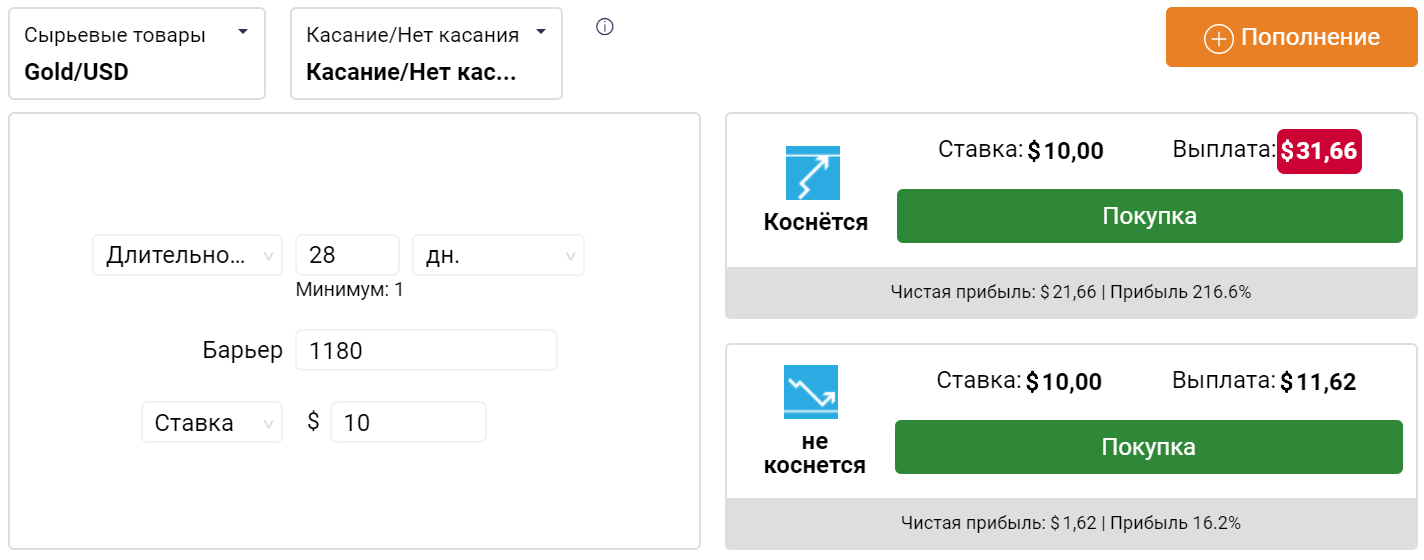 Сырьевые товары
Gold/USD
Касание/Нет касания
Касание/Нет кас...
Пополнение
Длительно... 28 дн.
Минимум: 1
Барьер 1180
Ставка $ 10
Ставка: $10,00 Выплата: $31,66
Коснётся
Покупка
Чистая прибыль: $21,66 | Прибыль 216.6%
Ставка: $10,00 Выплата: $11,62
не
коснется
Покупка
Чистая прибыль: $1,62 | Прибыль 16.2%